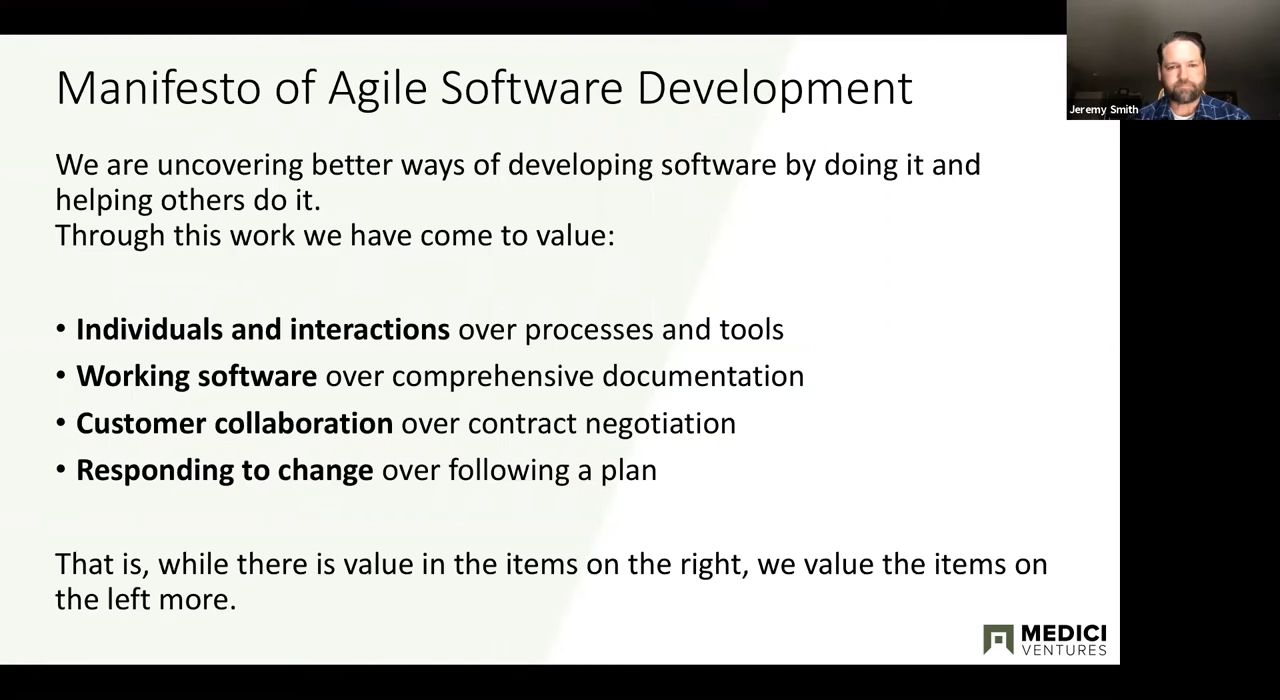 Manifesto of Agile Software Development
Jeremy Smith
We are uncovering better ways of developing software by doing it and
helping others do it.
Through this work we have come to value:
• Individuals and interactions over processes and tools
• Working software over comprehensive documentation
• Customer collaboration over contract negotiation
• Responding to change over following a plan
That is, while there is value in the items on the right, we value the items on
the left more.
MEDICI
VENTURES